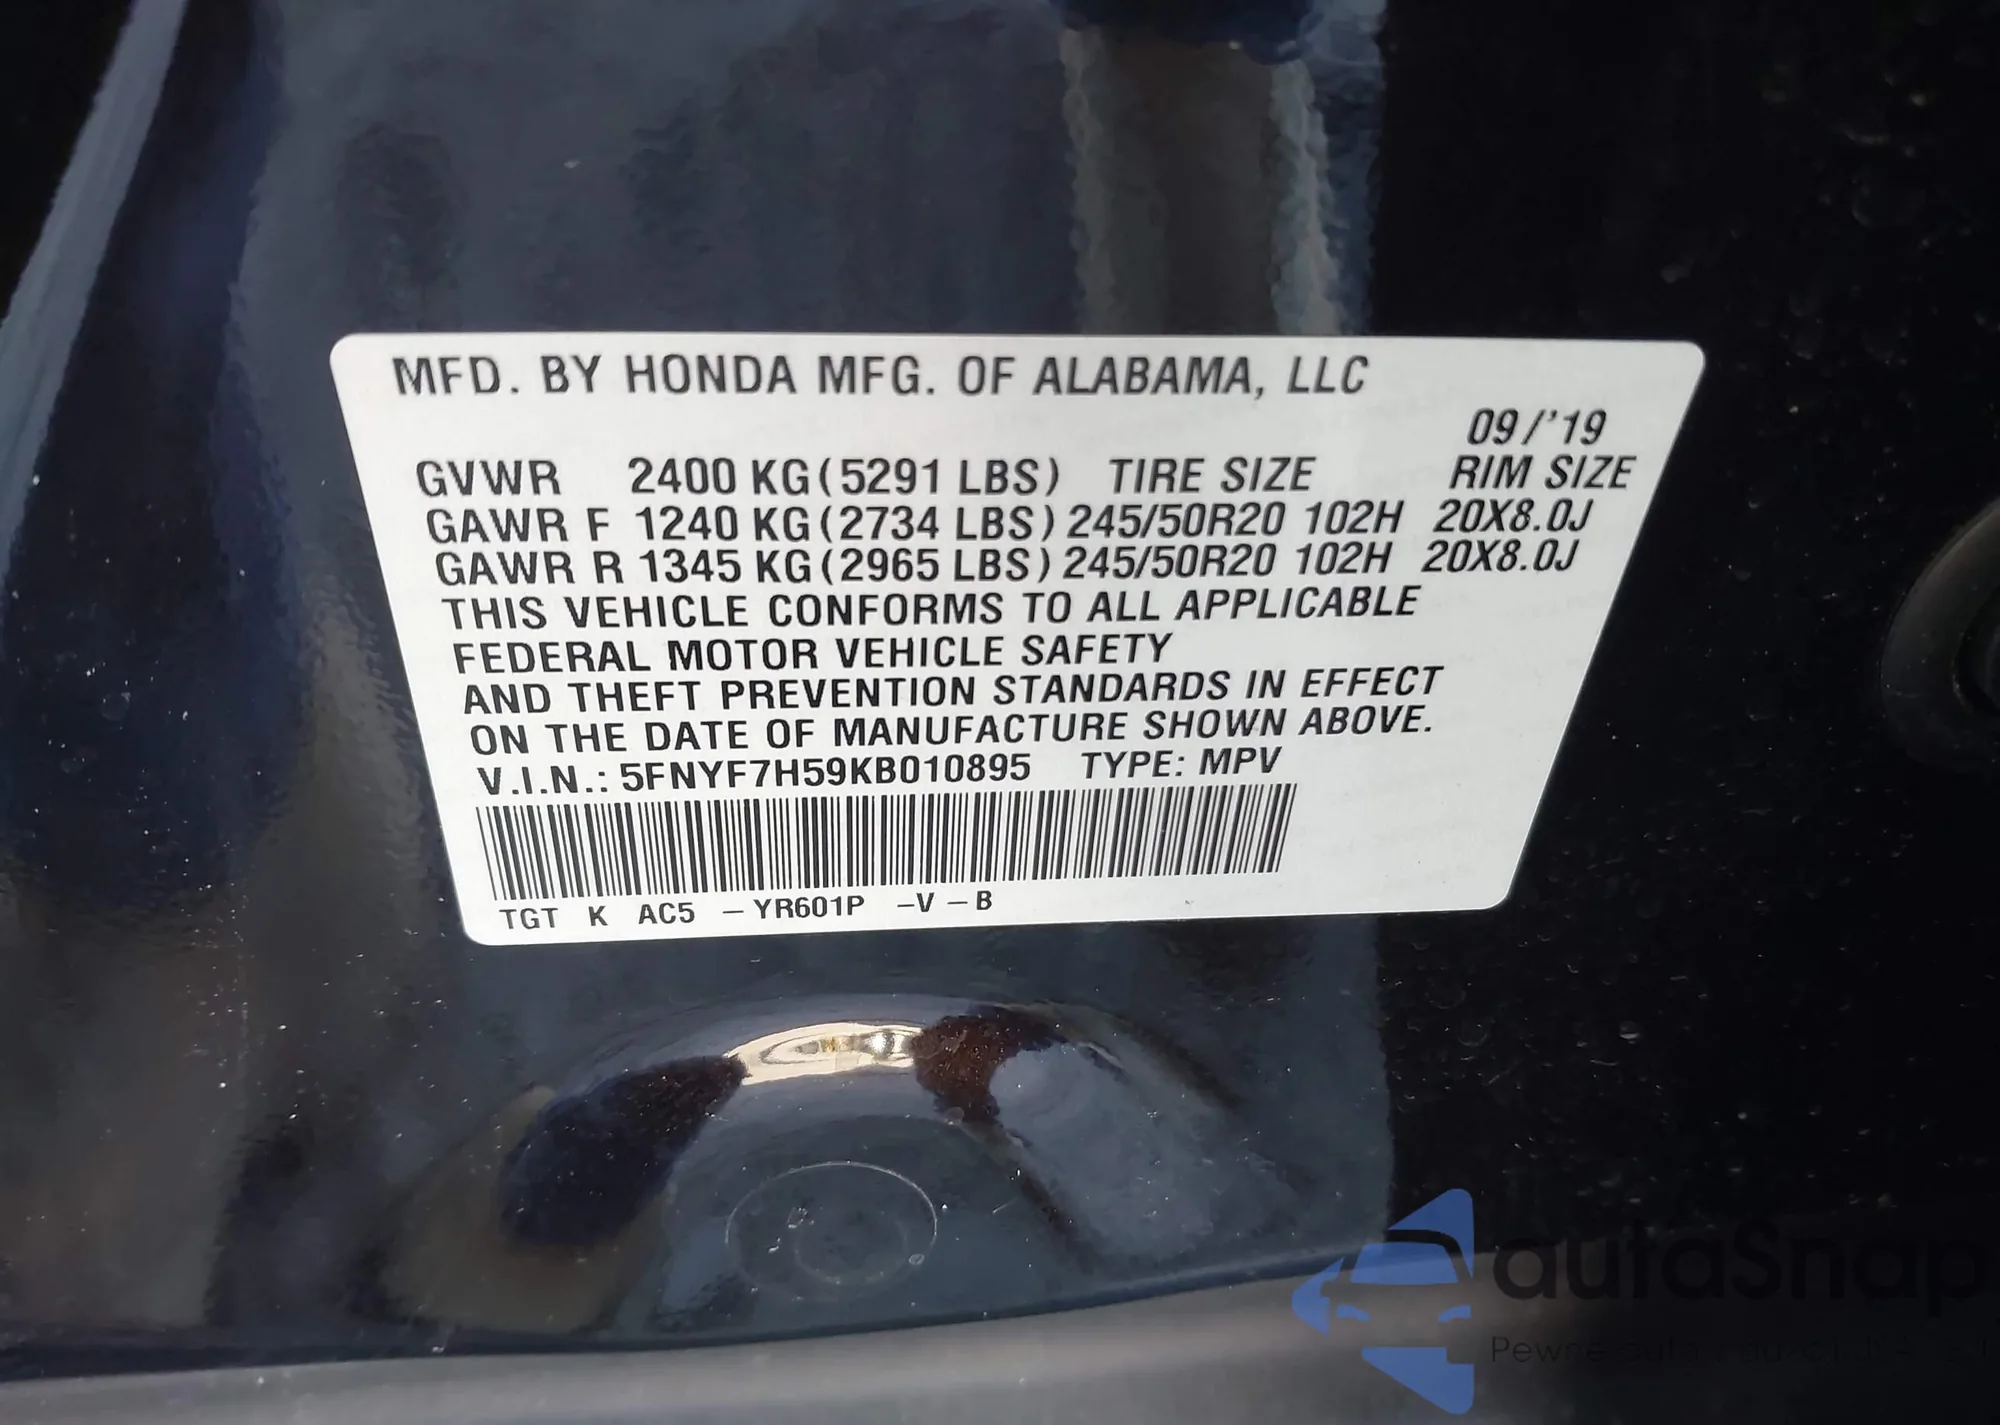 MFD. BY HONDA MFG. OF ALABAMA, LLC
09/'19
GVWR 2400 KG(5291 LBS) TIRE SIZE RIM SIZE
GAWR F 1240 KG(2734 LBS) 245/50R20 102H 20X8.0J
GAWR R 1345 KG(2965 LBS) 245/50R20 102H 20X8.0J
THIS VEHICLE CONFORMS TO ALL APPLICABLE
FEDERAL MOTOR VEHICLE SAFETY
AND THEFT PREVENTION STANDARDS IN EFFECT
ON THE DATE OF MANUFACTURE SHOWN ABOVE.
V.I.N.: 5FNYF7H59KB010895 TYPE: MPV
TGT K AC5 -YR601P -V-B
autaSnap
Pewne auta